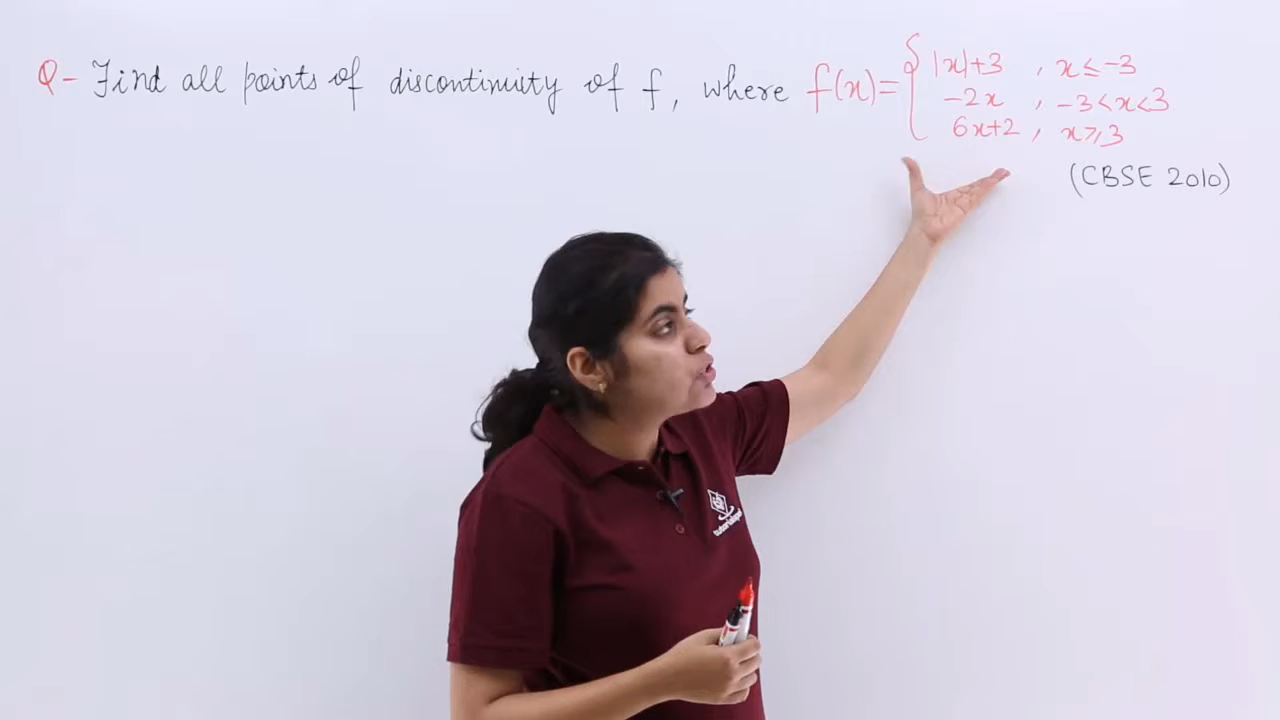 Q- Find all points of discontinuity of f, where f(x)= { |x|+3 , x≤-3
-2x , -3<x<3
6x+2 , x≥3
(CBSE 2010)